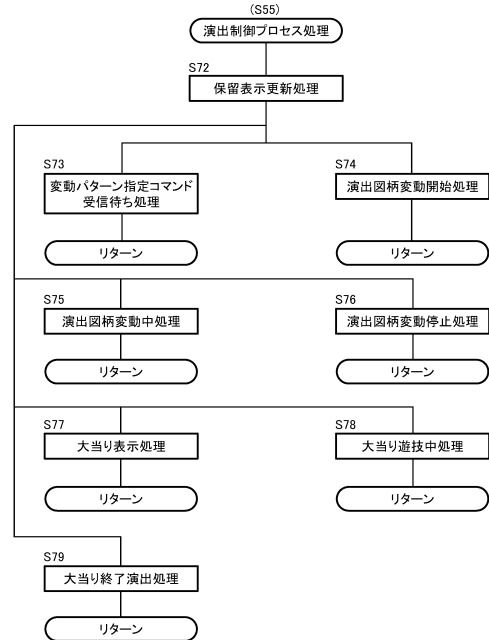 (S55)
演出制御プロセス処理
S72
保留表示更新処理
S73
変動パターン指定コマンド
受信待ち処理
リターン
S74
演出図柄変動開始処理
リターン
S75
演出図柄変動中処理
リターン
S76
演出図柄変動停止処理
リターン
S77
大当り表示処理
リターン
S78
大当り遊技中処理
リターン
S79
大当り終了演出処理
リターン